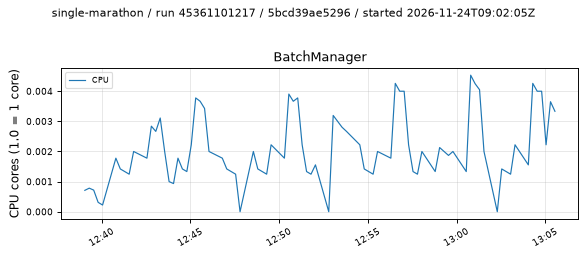 single-marathon / run 45361101217 / 5bcd39ae5296 / started 2026-11-24T09:02:05Z
BatchManager
CPU
CPU cores (1.0 = 1 core)
0.004
0.003
0.002
0.001
0.000
12:40
12:45
12:50
12:55
13:00
13:05